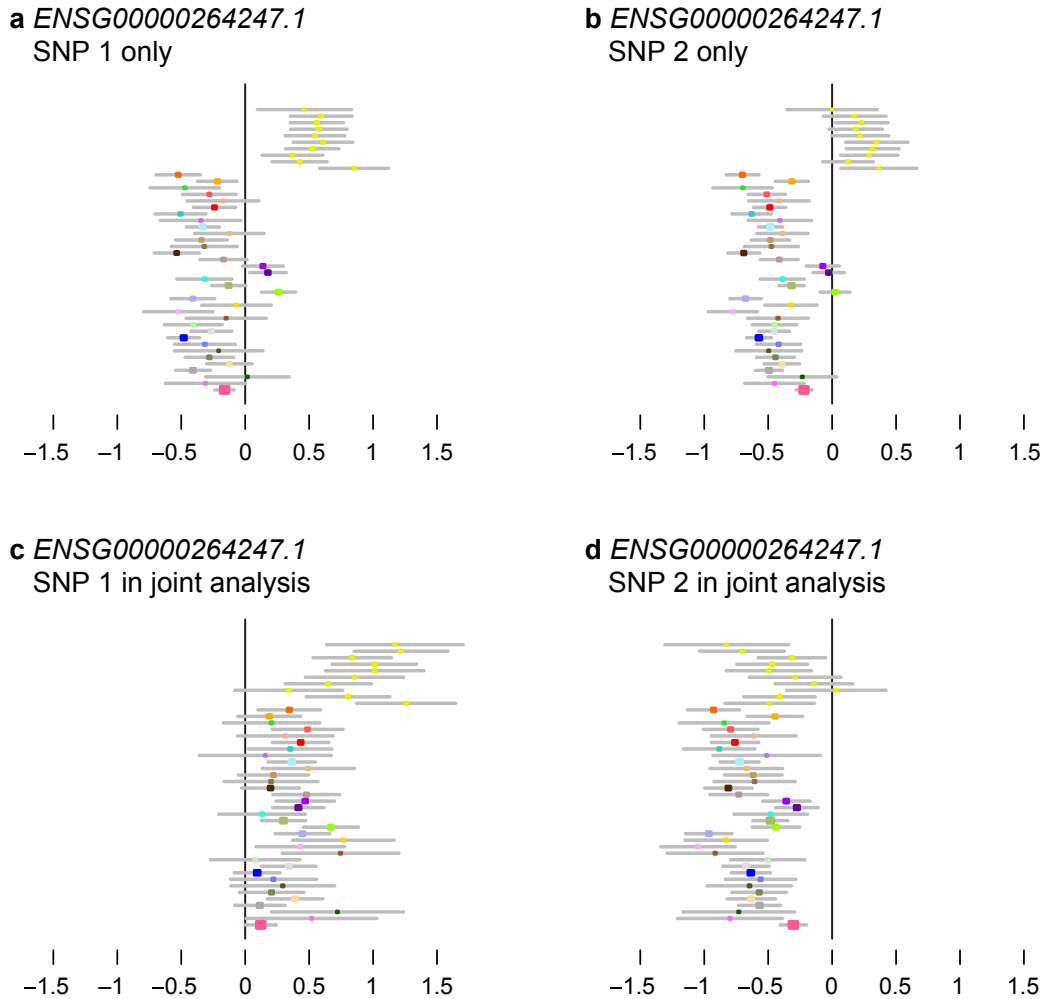 a ENSG00000264247.1
SNP 1 only
–1.5 –1 –0.5 0 0.5 1 1.5
b ENSG00000264247.1
SNP 2 only
–1.5 –1 –0.5 0 0.5 1 1.5
c ENSG00000264247.1
SNP 1 in joint analysis
–1.5 –1 –0.5 0 0.5 1 1.5
d ENSG00000264247.1
SNP 2 in joint analysis
–1.5 –1 –0.5 0 0.5 1 1.5